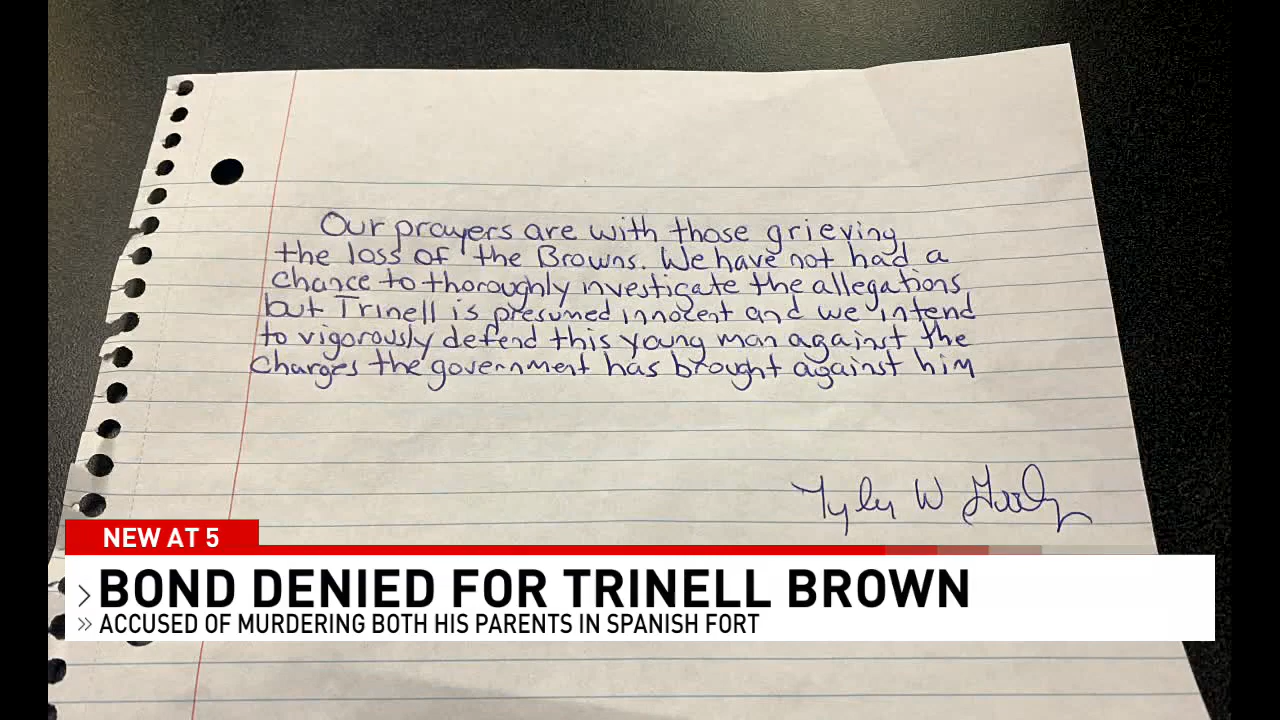 Our prayers are with those grieving
the loss of the Browns. We have not had a
chance to thoroughly investigate the allegations
but Trinell is presumed innocent and we intend
to vigorously defend this young man against the
charges the government has brought against him
Tyler W
NEW AT 5
BOND DENIED FOR TRINELL BROWN
ACCUSED OF MURDERING BOTH HIS PARENTS IN SPANISH FORT